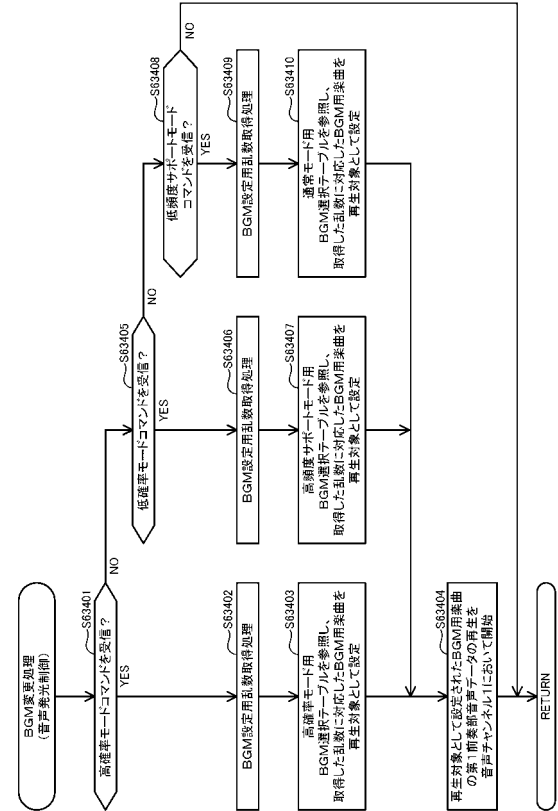 BGM変更処理
(音声発光制御)
S63401
高確率モードコマンドを受信?
NO
YES
S63402
BGM設定用乱数取得処理
S63403
高確率モード用
BGM選択テーブルを参照し、
取得した乱数に対応したBGM用楽曲を
再生対象として設定
S63405
低確率モードコマンドを受信?
NO
YES
S63406
BGM設定用乱数取得処理
S63407
高頻度サポートモード用
BGM選択テーブルを参照し、
取得した乱数に対応したBGM用楽曲を
再生対象として設定
S63408
低頻度サポートモード
コマンドを受信?
NO
YES
S63409
BGM設定用乱数取得処理
S63410
通常モード用
BGM選択テーブルを参照し、
取得した乱数に対応したBGM用楽曲を
再生対象として設定
S63404
再生対象として設定されたBGM用楽曲
の第1前奏部音声データの再生を
音声チャンネル1において開始
RETURN